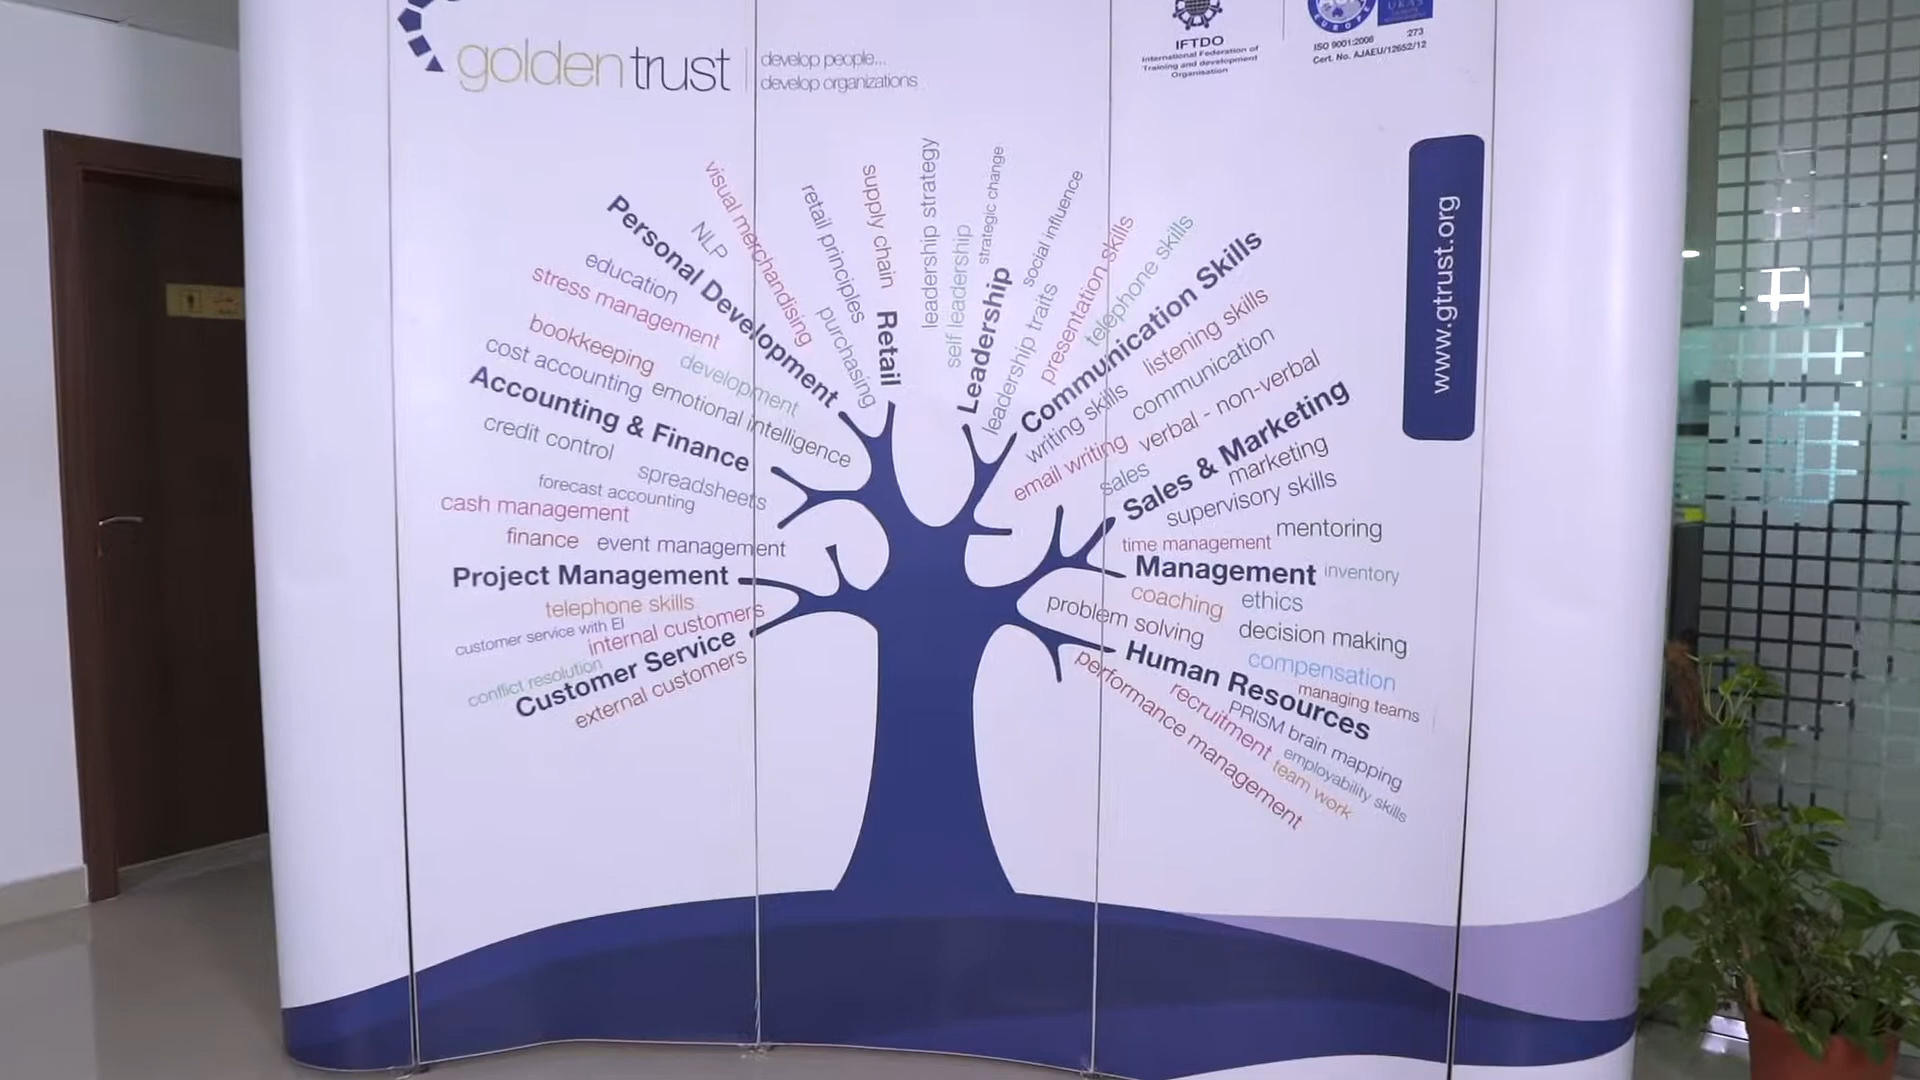 goldentrust
develop people...
develop organizations
IFTDO
International Federation of
Training and development
Organisation
EUROPE
UKAS
273
ISO 9001:2008
Cert. No. AJAEU/12652/12
www.gtrust.org
Personal Development
NLP
education
stress management
development
emotional intelligence
visual merchandising
retail principles
purchasing
supply chain
Retail
leadership strategy
self leadership
strategic change
Leadership
social influence
leadership traits
presentation skills
telephone skills
Communication Skills
writing skills
listening skills
communication
email writing
verbal - non-verbal
bookkeeping
cost accounting
Accounting & Finance
credit control
spreadsheets
forecast accounting
cash management
finance
event management
Project Management
telephone skills
customer service with EI
internal customers
conflict resolution
Customer Service
external customers
sales
Sales & Marketing
marketing
supervisory skills
mentoring
time management
Management
inventory
coaching
ethics
problem solving
decision making
Human Resources
compensation
managing teams
performance management
recruitment
PRISM brain mapping
employability skills
team work